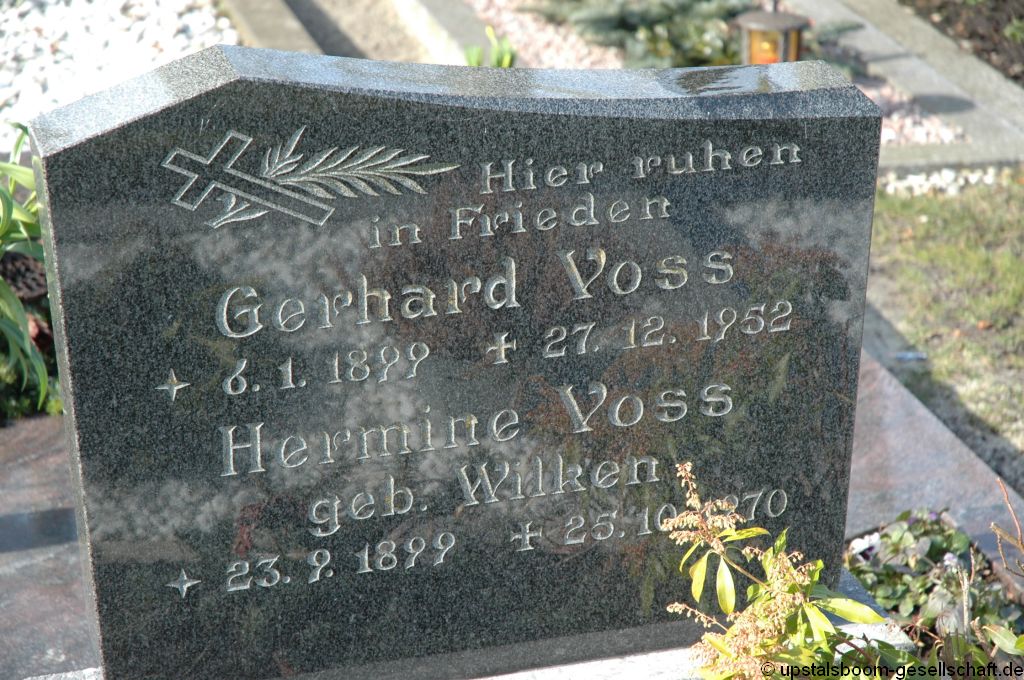 Hier ruhen
in Frieden
Gerhard Voss
6. 1. 1899 27. 12. 1952
Hermine Voss
geb. Wilken
23. 9. 1899 25. 10.
© upstalsboom-gesellschaft.de